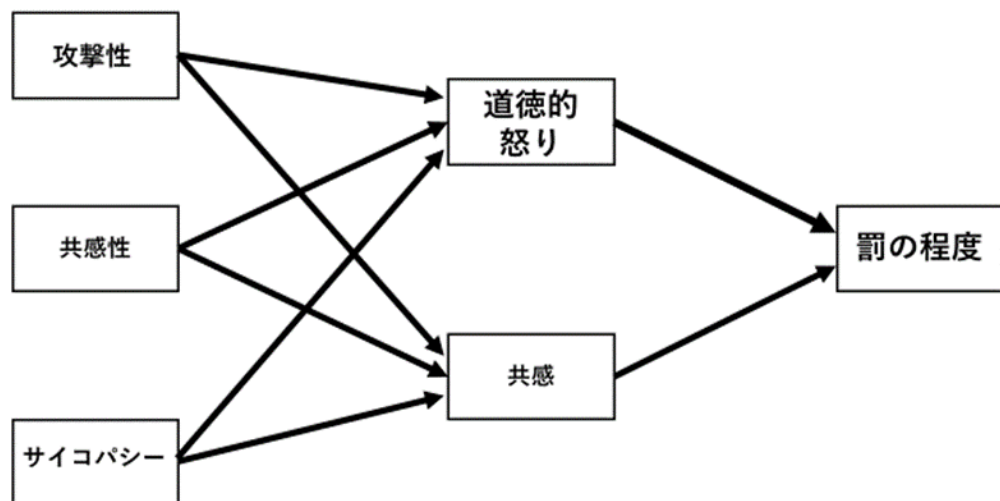 攻撃性
道徳的
怒り
共感性
罰の程度
共感
サイコパシー